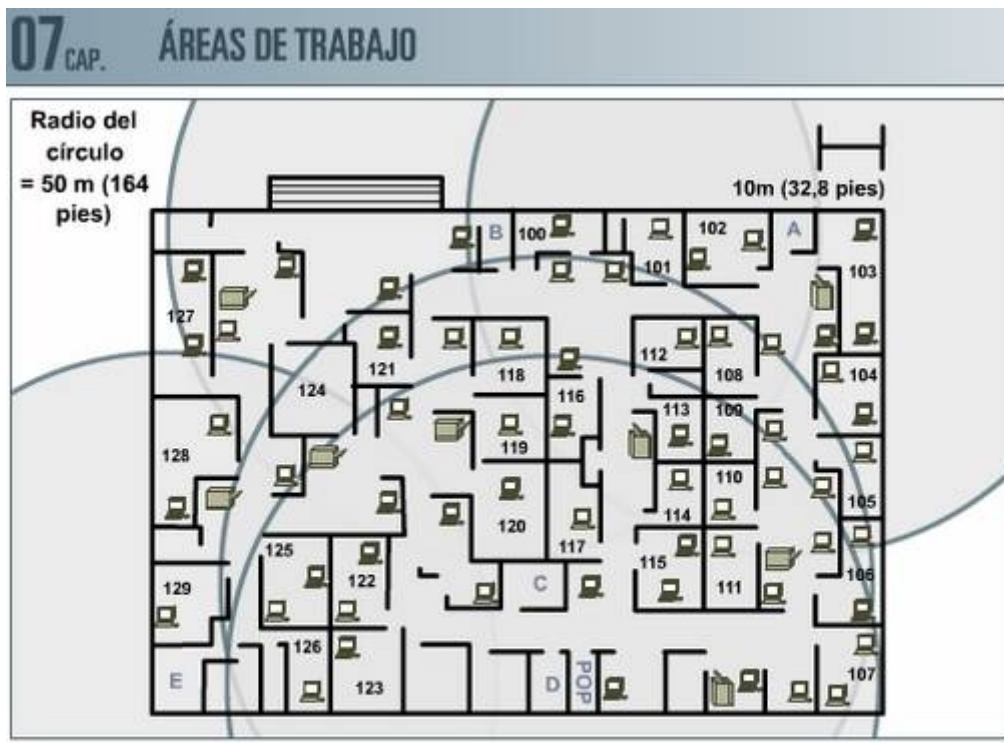 07 CAP. ÁREAS DE TRABAJO
Radio del
círculo
= 50 m (164
pies)
10m (32,8 pies)
B
100
101
102
A
103
127
121
118
112
108
104
124
116
113
109
128
119
110
105
120
114
117
125
122
115
111
106
129
C
126
E
123
D
POP
107